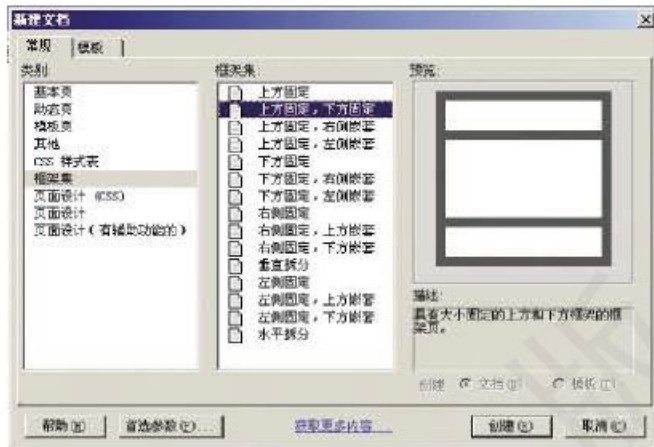 新建文档
常规
模板
类别:
基本页
动态页
模板页
其他
CSS 样式表
框架集
页面设计 (CSS)
页面设计
页面设计(有辅助功能的)
框架集:
上方固定
上方固定，下方固定
上方固定，右侧嵌套
上方固定，左侧嵌套
下方固定
下方固定，右侧嵌套
下方固定，左侧嵌套
右侧固定
右侧固定，上方嵌套
右侧固定，下方嵌套
垂直拆分
左侧固定
左侧固定，上方嵌套
左侧固定，下方嵌套
水平拆分
预览:
描述:
具有大小固定的上方和下方框架的框
架页。
创建
文档(D)
模板(T)
帮助(H)
首选参数(P)...
获取更多内容...
创建(R)
取消(C)